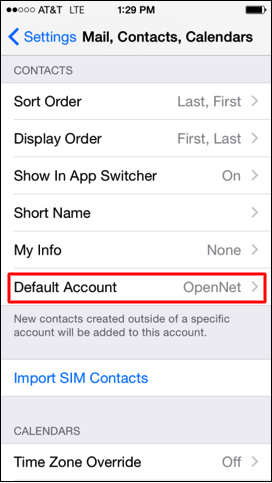 AT&T LTE 1:29 PM
Settings Mail, Contacts, Calendars
CONTACTS
Sort Order Last, First
Display Order First, Last
Show In App Switcher On
Short Name
My Info None
Default Account OpenNet
New contacts created outside of a specific
account will be added to this account.
Import SIM Contacts
CALENDARS
Time Zone Override Off